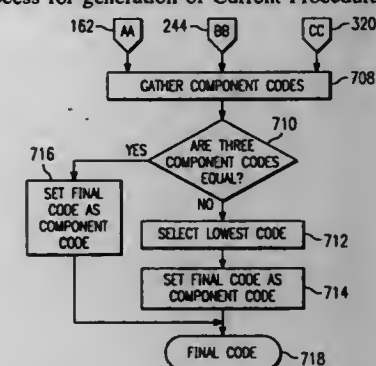 162 AA 244 BB CC 320
GATHER COMPONENT CODES 708
710
ARE THREE
COMPONENT CODES
EQUAL?
YES
716
NO
SET FINAL
CODE AS
COMPONENT
CODE
SELECT LOWEST CODE 712
SET FINAL CODE AS
COMPONENT CODE 714
FINAL CODE 718